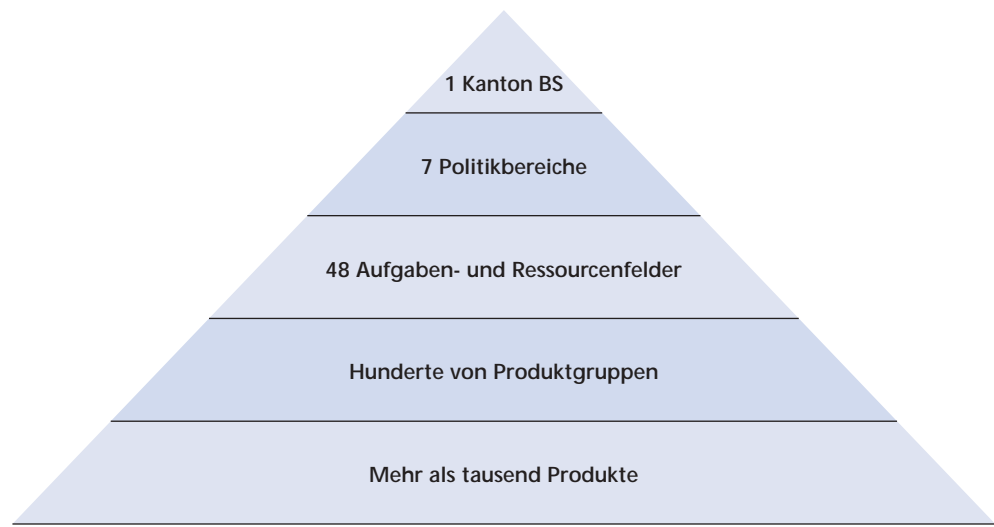 1 Kanton BS
7 Politikbereiche
48 Aufgaben- und Ressourcenfelder
Hunderte von Produktgruppen
Mehr als tausend Produkte